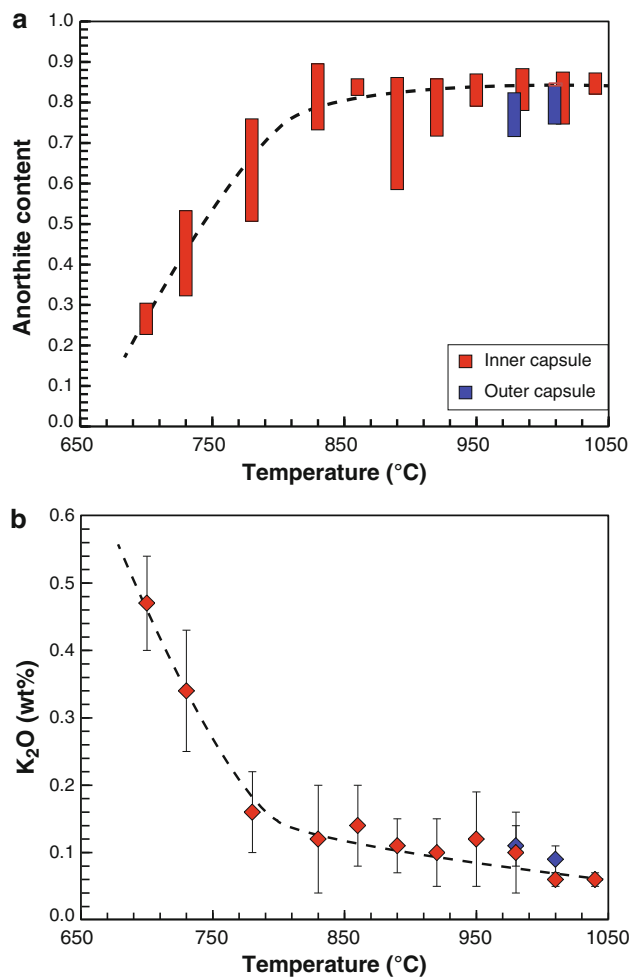 a
1.0
0.9
0.8
0.7
0.6
0.5
0.4
0.3
0.2
0.1
0.0
Anorthite content
Inner capsule
Outer capsule
650 750 850 950 1050
Temperature (°C)
b
0.6
0.5
0.4
0.3
0.2
0.1
0.0
K₂O (wt%)
650 750 850 950 1050
Temperature (°C)